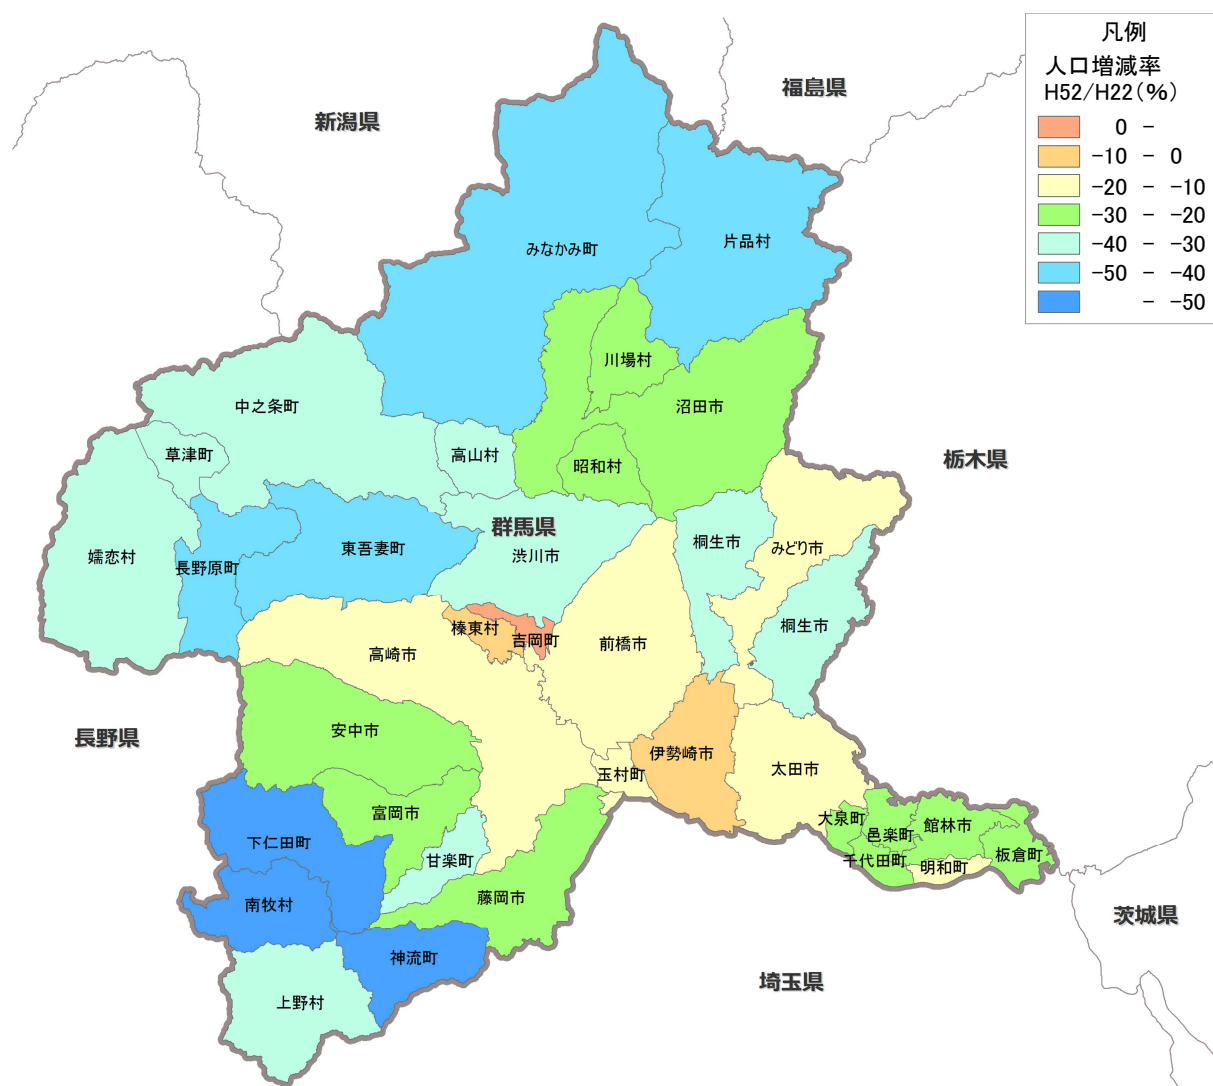 凡例
人口増減率
H52/H22(%)
0 -
-10 - 0
-20 - -10
-30 - -20
-40 - -30
-50 - -40
- -50
福島県
新潟県
みなかみ町
片品村
川場村
中之条町
沼田市
草津町
高山村
昭和村
栃木県
群馬県
嬬恋村
長野原町
東吾妻町
渋川市
桐生市
みどり市
桐生市
榛東村
吉岡町
前橋市
高崎市
長野県
安中市
玉村町
伊勢崎市
太田市
下仁田町
富岡市
甘楽町
大泉町
邑楽町
館林市
千代田町
明和町
板倉町
南牧村
藤岡市
茨城県
神流町
埼玉県
上野村